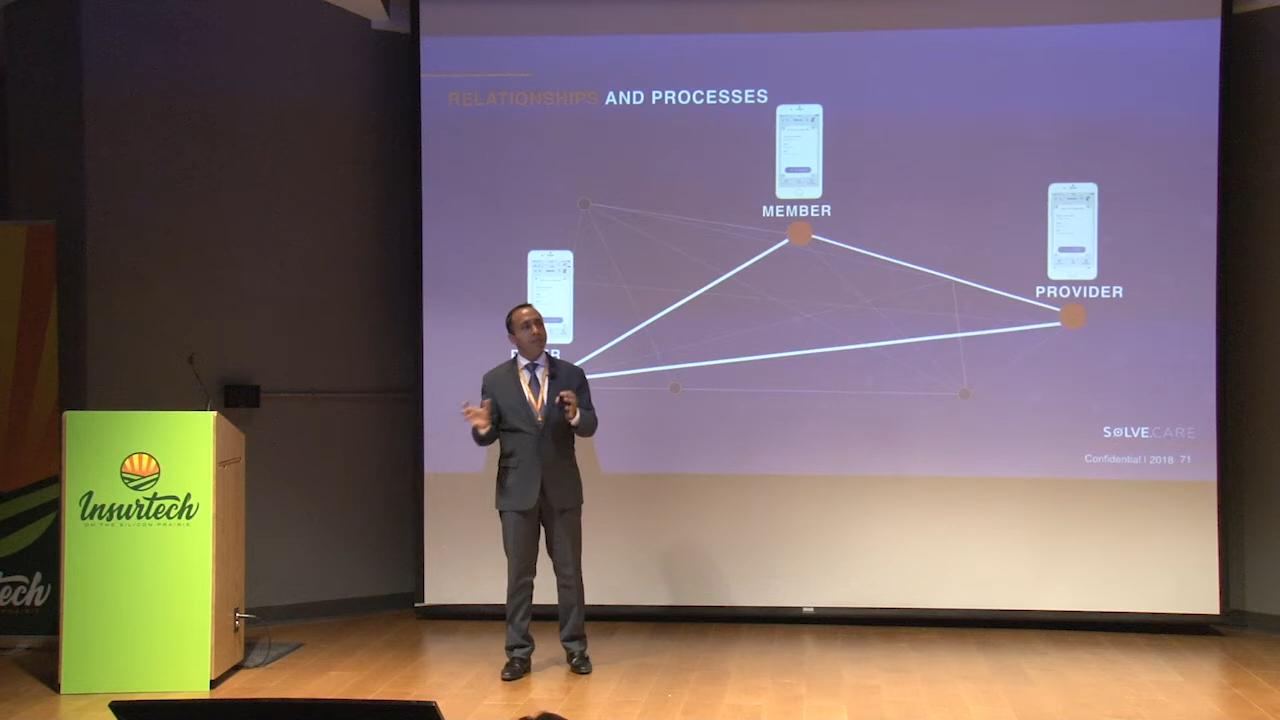 RELATIONSHIPS AND PROCESSES
MEMBER
PROVIDER
SOLVE.CARE
Confidential | 2018 71
Insurtech
ON THE SILICON PRAIRIE
tech